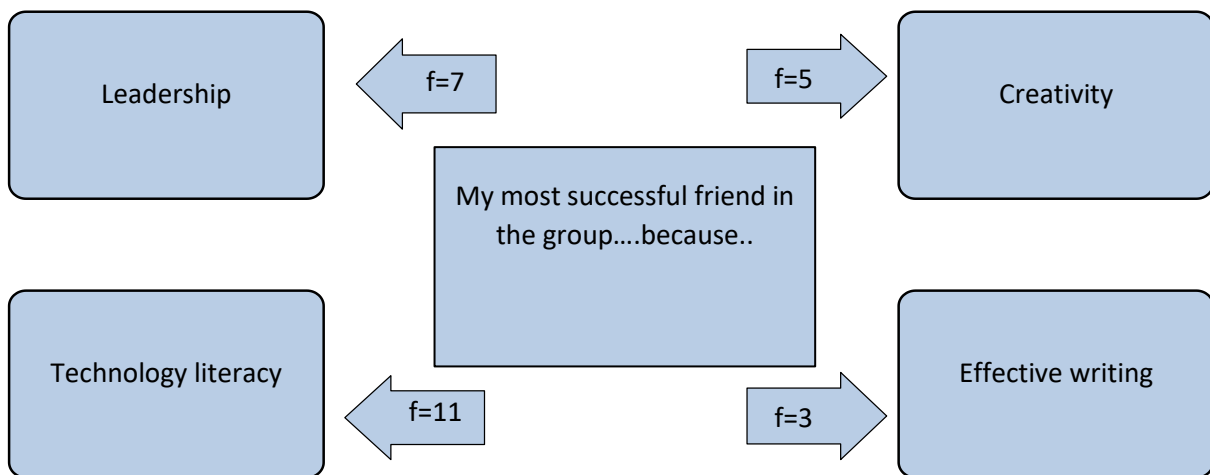 Leadership
f=7
f=5
Creativity
My most successful friend in
the group….because..
Technology literacy
f=11
f=3
Effective writing